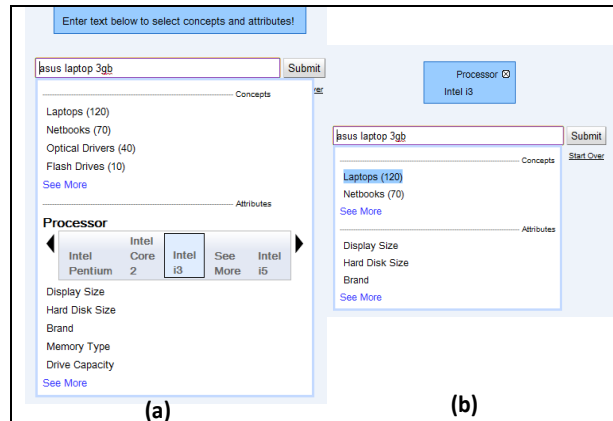 Enter text below to select concepts and attributes!
asus laptop 3gb
Submit
ver
Concepts
Laptops (120)
Netbooks (70)
Optical Drivers (40)
Flash Drives (10)
See More
Attributes
Processor
Intel Pentium
Intel Core 2
Intel i3
See More
Intel i5
Display Size
Hard Disk Size
Brand
Memory Type
Drive Capacity
See More
(a)
Processor
Intel i3
asus laptop 3gb
Submit
Start Over
Concepts
Laptops (120)
Netbooks (70)
See More
Attributes
Display Size
Hard Disk Size
Brand
See More
(b)